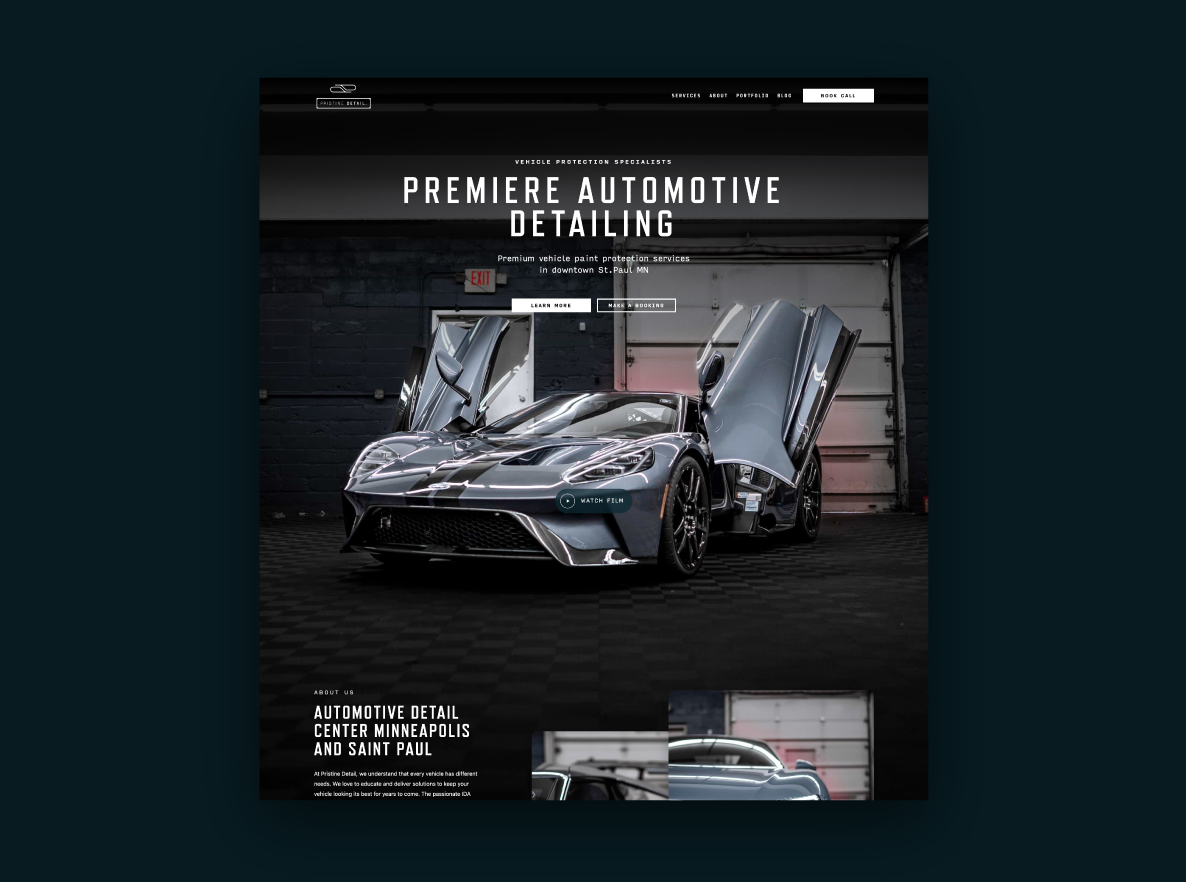 PRISTINE DETAIL.
SERVICES ABOUT PORTFOLIO BLOG BOOK CALL
VEHICLE PROTECTION SPECIALISTS
PREMIERE AUTOMOTIVE
DETAILING
Premium vehicle paint protection services
in downtown St.Paul MN
EXIT
LEARN MORE MAKE A BOOKING
WATCH FILM
ABOUT US
AUTOMOTIVE DETAIL
CENTER MINNEAPOLIS
AND SAINT PAUL
At Pristine Detail, we understand that every vehicle has different
needs. We love to educate and deliver solutions to keep your
vehicle looking its best for years to come. The passionate IDA